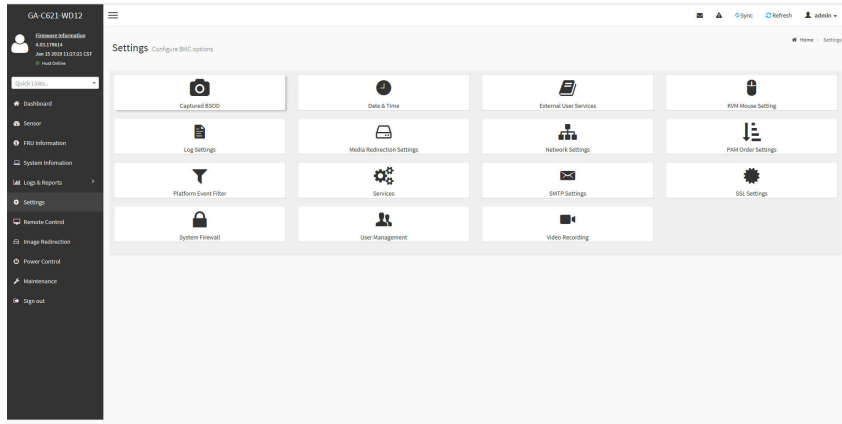 GA-C621-WD12
Sync
Refresh
admin
Firmware Information
4.03.178614
Jan 15 2019 11:27:21 CST
Host Online
Quick Links..
Dashboard
Sensor
FRU Information
System Infomation
Logs & Reports
Settings
Remote Control
Image Redirection
Power Control
Maintenance
Sign out
Settings Configure BMC options
Home - Settings
Captured BSOD
Date & Time
External User Services
KVM Mouse Setting
Log Settings
Media Redirection Settings
Network Settings
PAM Order Settings
Platform Event Filter
Services
SMTP Settings
SSL Settings
System Firewall
User Management
Video Recording